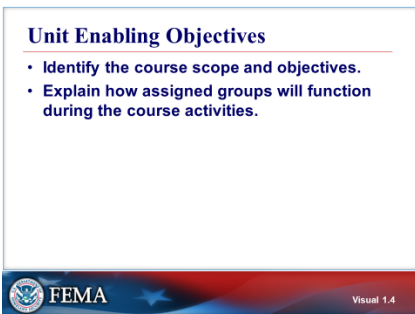 Unit Enabling Objectives
• Identify the course scope and objectives.
• Explain how assigned groups will function
during the course activities.
FEMA
Visual 1.4